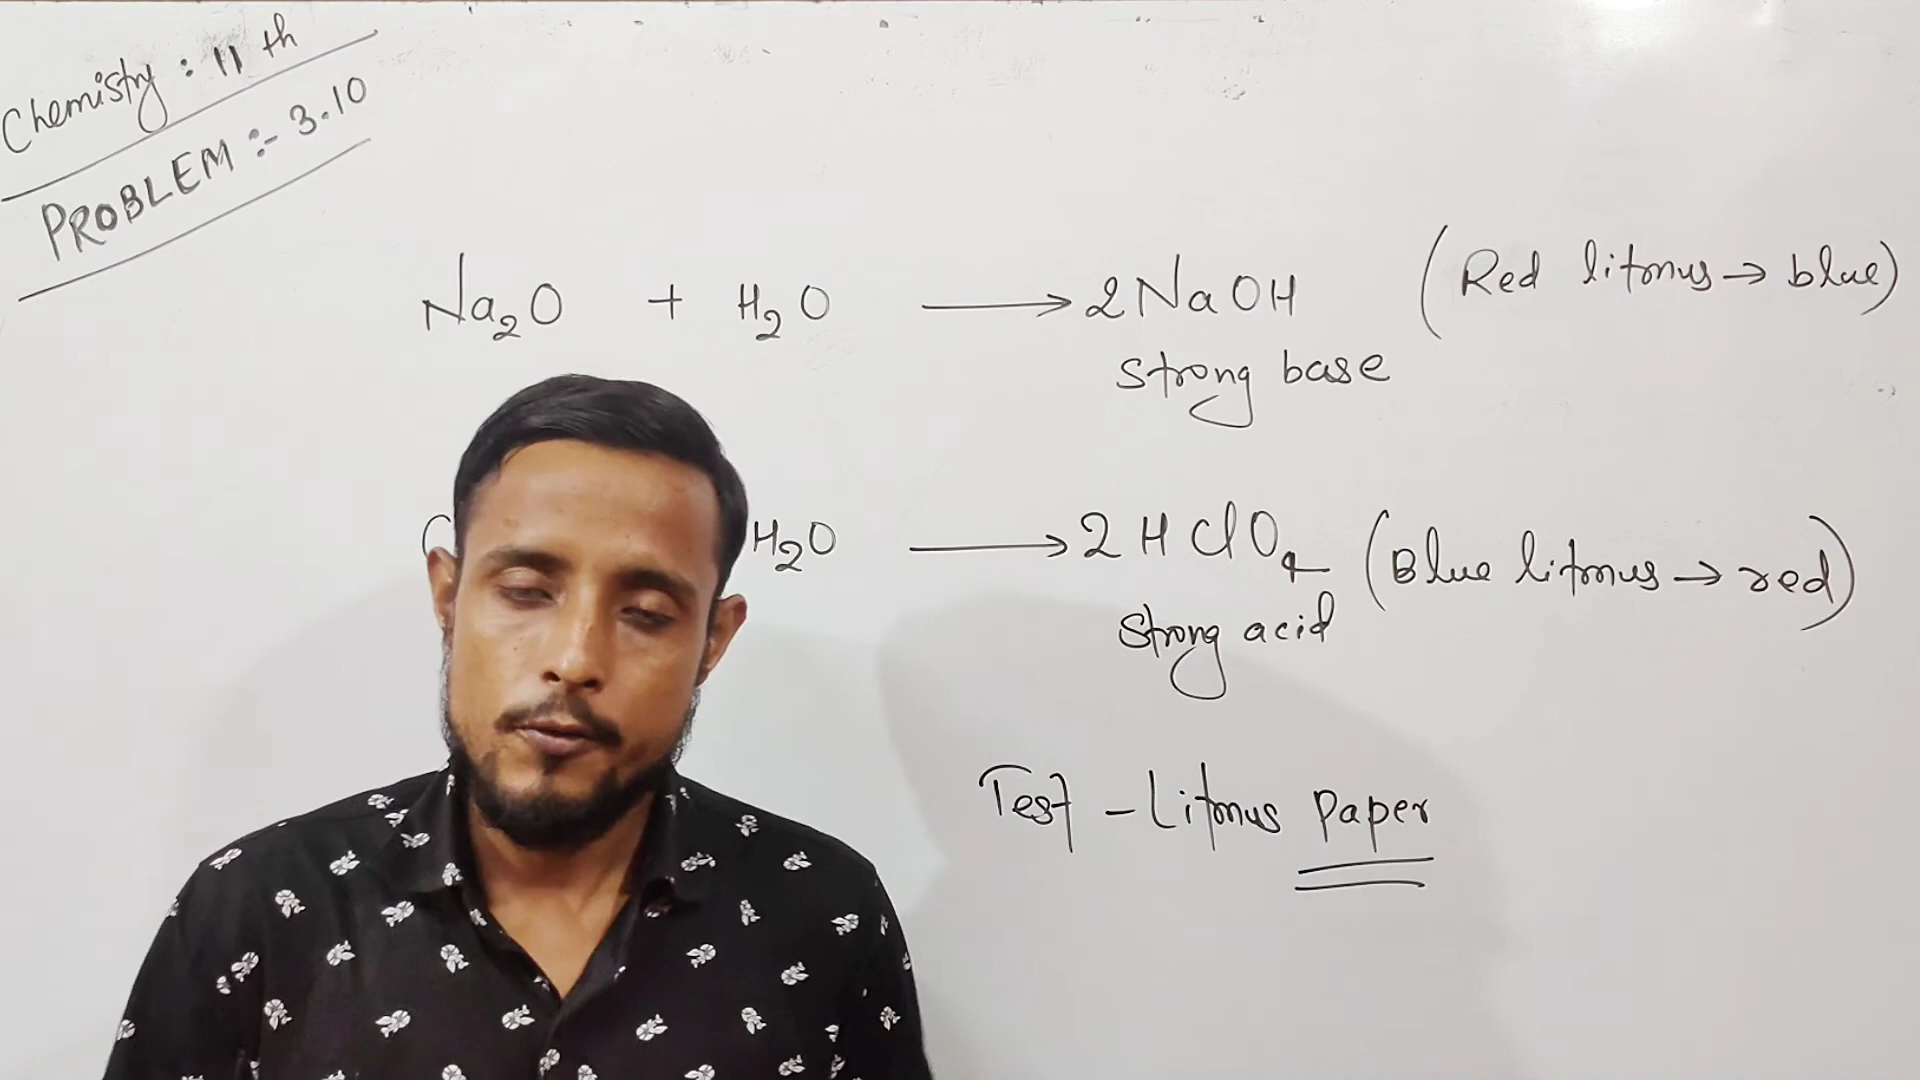 Chemistry : 11 th
PROBLEM :- 3.10
Na₂O + H₂O ⟶ 2NaOH (Red litmus → blue)
strong base
H₂O ⟶ 2HClO₄ (Blue litmus → red)
Strong acid
Test - Litmus Paper